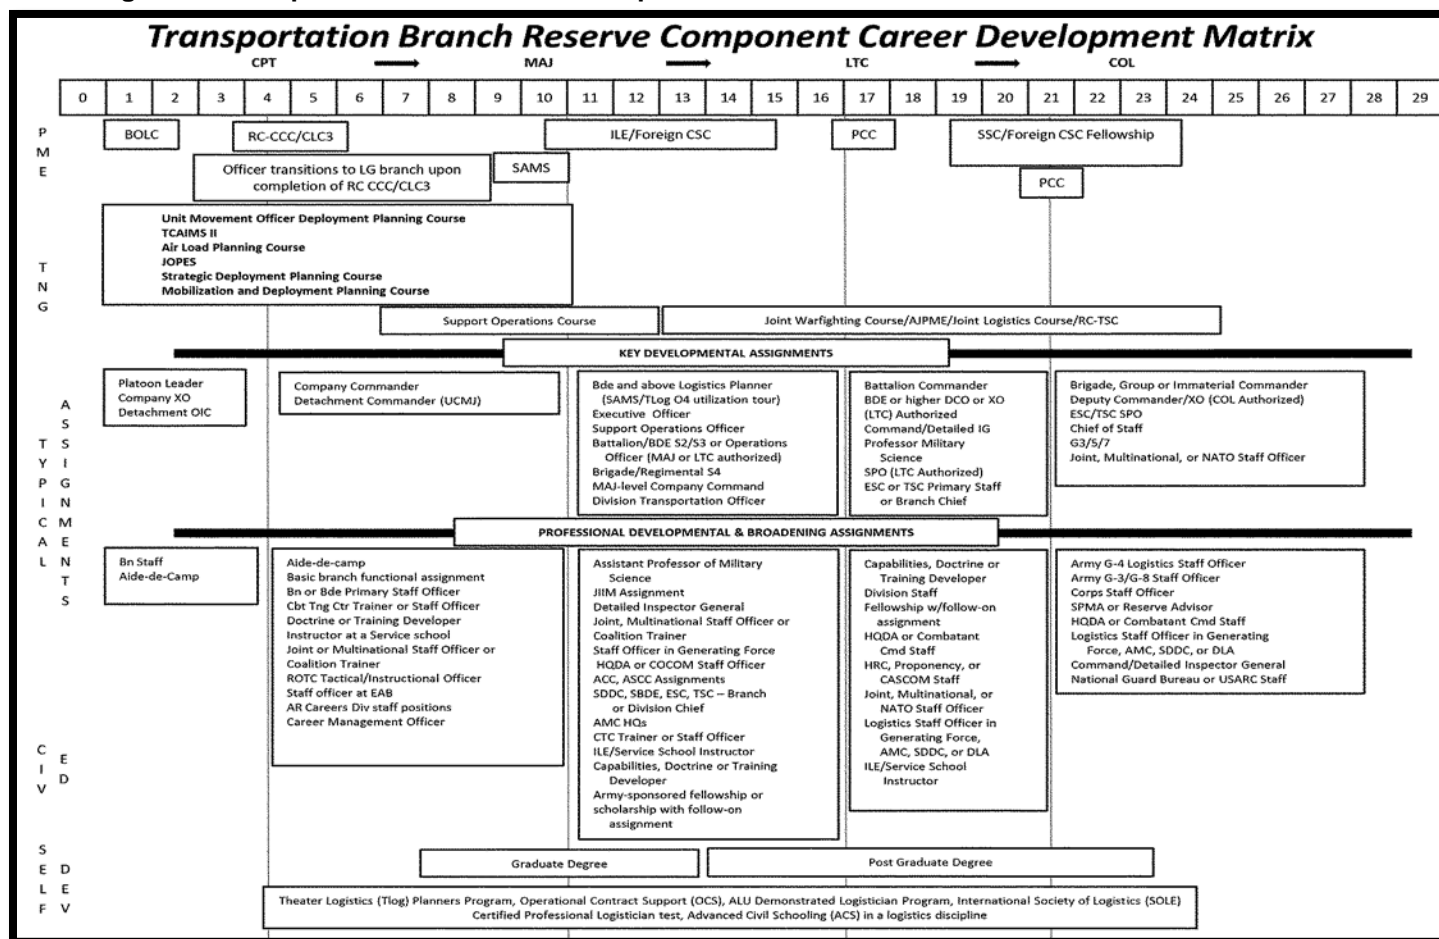 Transportation Branch Reserve Component Career Development Matrix
CPT MAJ LTC COL
0 1 2 3 4 5 6 7 8 9 10 11 12 13 14 15 16 17 18 19 20 21 22 23 24 25 26 27 28 29
PME
BOLC
RC-CCC/CLC3
ILE/Foreign CSC
PCC
SSC/Foreign CSC Fellowship
Officer transitions to LG branch upon
completion of RC CCC/CLC3
SAMS
PCC
TNG
Unit Movement Officer Deployment Planning Course
TCAIMS II
Air Load Planning Course
JOPES
Strategic Deployment Planning Course
Mobilization and Deployment Planning Course
Support Operations Course
Joint Warfighting Course/AJPME/Joint Logistics Course/RC-TSC
TYPICAL
ASSIGNMENTS
KEY DEVELOPMENTAL ASSIGNMENTS
Platoon Leader
Company XO
Detachment OIC
Company Commander
Detachment Commander (UCMJ)
Bde and above Logistics Planner
(SAMS/TLog O4 utilization tour)
Executive Officer
Support Operations Officer
Battalion/BDE S2/S3 or Operations
Officer (MAJ or LTC authorized)
Brigade/Regimental S4
MAJ-level Company Command
Division Transportation Officer
Battalion Commander
BDE or higher DCO or XO
(LTC) Authorized
Command/Detailed IG
Professor Military
Science
SPO (LTC Authorized)
ESC or TSC Primary Staff
or Branch Chief
Brigade, Group or Immaterial Commander
Deputy Commander/XO (COL Authorized)
ESC/TSC SPO
Chief of Staff
G3/5/7
Joint, Multinational, or NATO Staff Officer
PROFESSIONAL DEVELOPMENTAL & BROADENING ASSIGNMENTS
Bn Staff
Aide-de-Camp
Aide-de-camp
Basic branch functional assignment
Bn or Bde Primary Staff Officer
Cbt Tng Ctr Trainer or Staff Officer
Doctrine or Training Developer
Instructor at a Service school
Joint or Multinational Staff Officer or
Coalition Trainer
ROTC Tactical/Instructional Officer
Staff officer at EAB
AR Careers Div staff positions
Career Management Officer
Assistant Professor of Military
Science
JIIM Assignment
Detailed Inspector General
Joint, Multinational Staff Officer or
Coalition Trainer
Staff Officer in Generating Force
HQDA or COCOM Staff Officer
ACC, ASCC Assignments
SDDC, SBDE, ESC, TSC – Branch
or Division Chief
AMC HQs
CTC Trainer or Staff Officer
ILE/Service School Instructor
Capabilities, Doctrine or Training
Developer
Army-sponsored fellowship or
scholarship with follow-on
assignment
Capabilities, Doctrine or
Training Developer
Division Staff
Fellowship w/follow-on
assignment
HQDA or Combatant
Cmd Staff
HRC, Proponency, or
CASCOM Staff
Joint, Multinational, or
NATO Staff Officer
Logistics Staff Officer in
Generating Force,
AMC, SDDC, or DLA
ILE/Service School
Instructor
Army G-4 Logistics Staff Officer
Army G-3/G-8 Staff Officer
Corps Staff Officer
SPMA or Reserve Advisor
HQDA or Combatant Cmd Staff
Logistics Staff Officer in Generating
Force, AMC, SDDC, or DLA
Command/Detailed Inspector General
National Guard Bureau or USARC Staff
CIV
ED
Graduate Degree
Post Graduate Degree
SELF
DEV
Theater Logistics (Tlog) Planners Program, Operational Contract Support (OCS), ALU Demonstrated Logistician Program, International Society of Logistics (SOLE)
Certified Professional Logistician test, Advanced Civil Schooling (ACS) in a logistics discipline